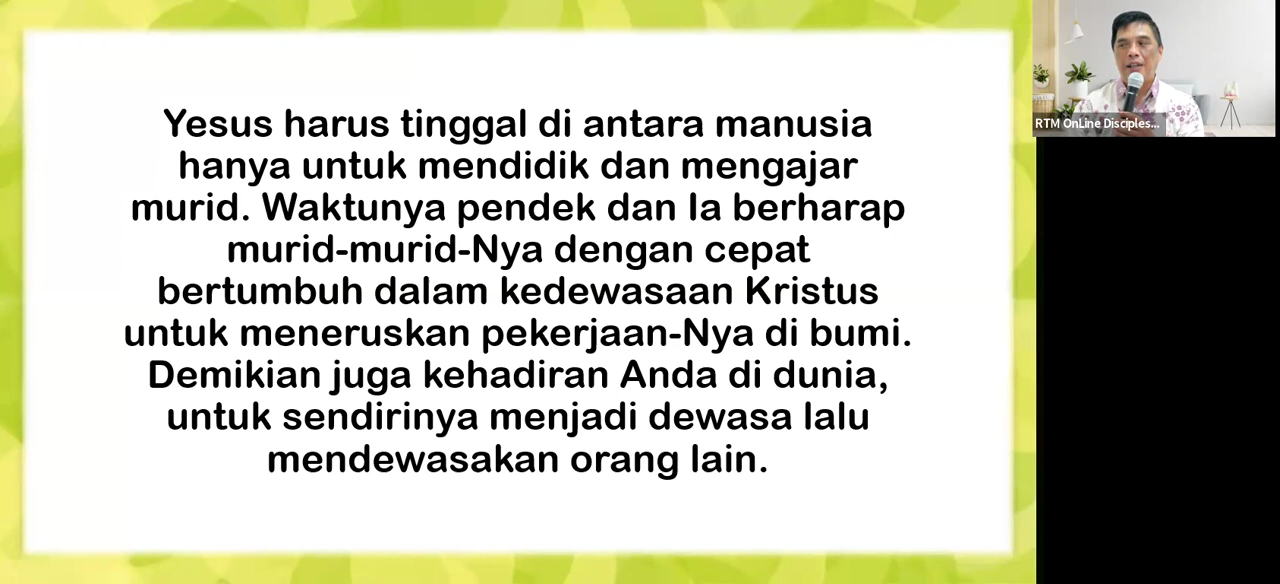 Yesus harus tinggal di antara manusia
hanya untuk mendidik dan mengajar
murid. Waktunya pendek dan Ia berharap
murid-murid-Nya dengan cepat
bertumbuh dalam kedewasaan Kristus
untuk meneruskan pekerjaan-Nya di bumi.
Demikian juga kehadiran Anda di dunia,
untuk sendirinya menjadi dewasa lalu
mendewasakan orang lain.
RTM OnLine Disciples...